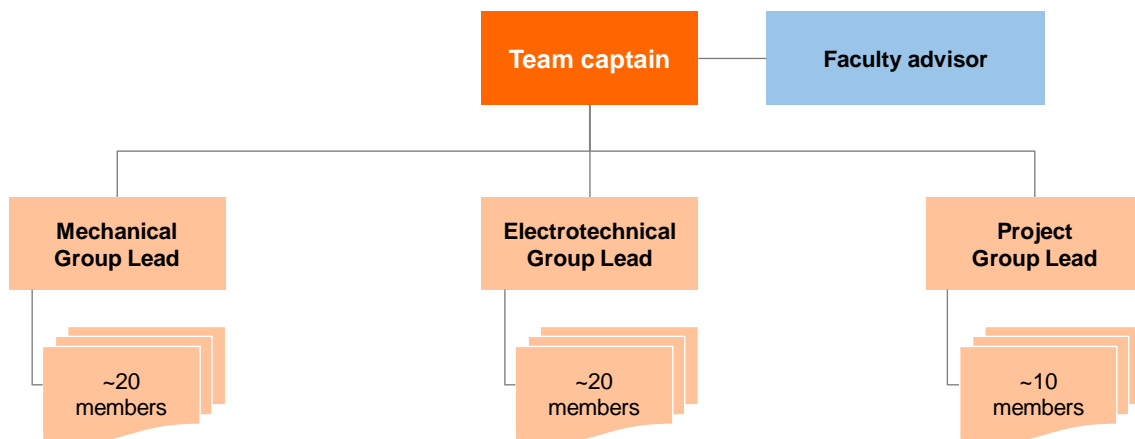 Team captain
Faculty advisor
Mechanical
Group Lead
Electrotechnical
Group Lead
Project
Group Lead
~20
members
~20
members
~10
members